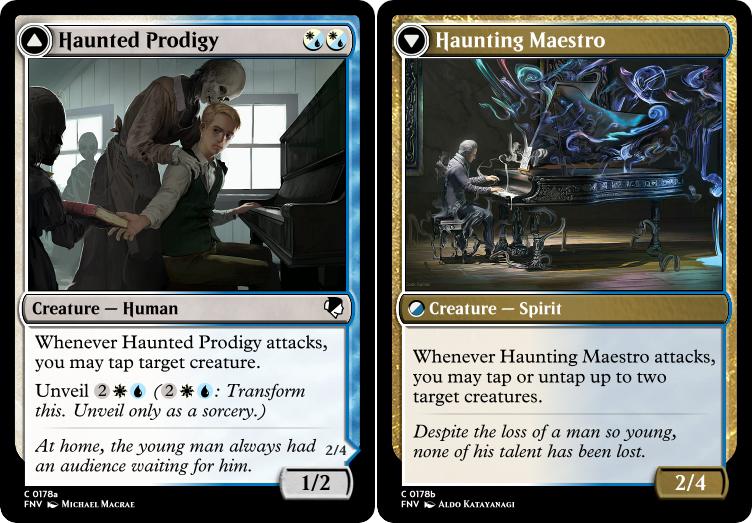 Haunted Prodigy
Creature — Human
Whenever Haunted Prodigy attacks,
you may tap target creature.
Unveil 2 (2: Transform
this. Unveil only as a sorcery.)
At home, the young man always had
an audience waiting for him.
2/4
1/2
C 0178a
FNV Michael Macrae
Haunting Maestro
Creature — Spirit
Whenever Haunting Maestro attacks,
you may tap or untap up to two
target creatures.
Despite the loss of a man so young,
none of his talent has been lost.
2/4
C 0178b
FNV Aldo Katayanagi